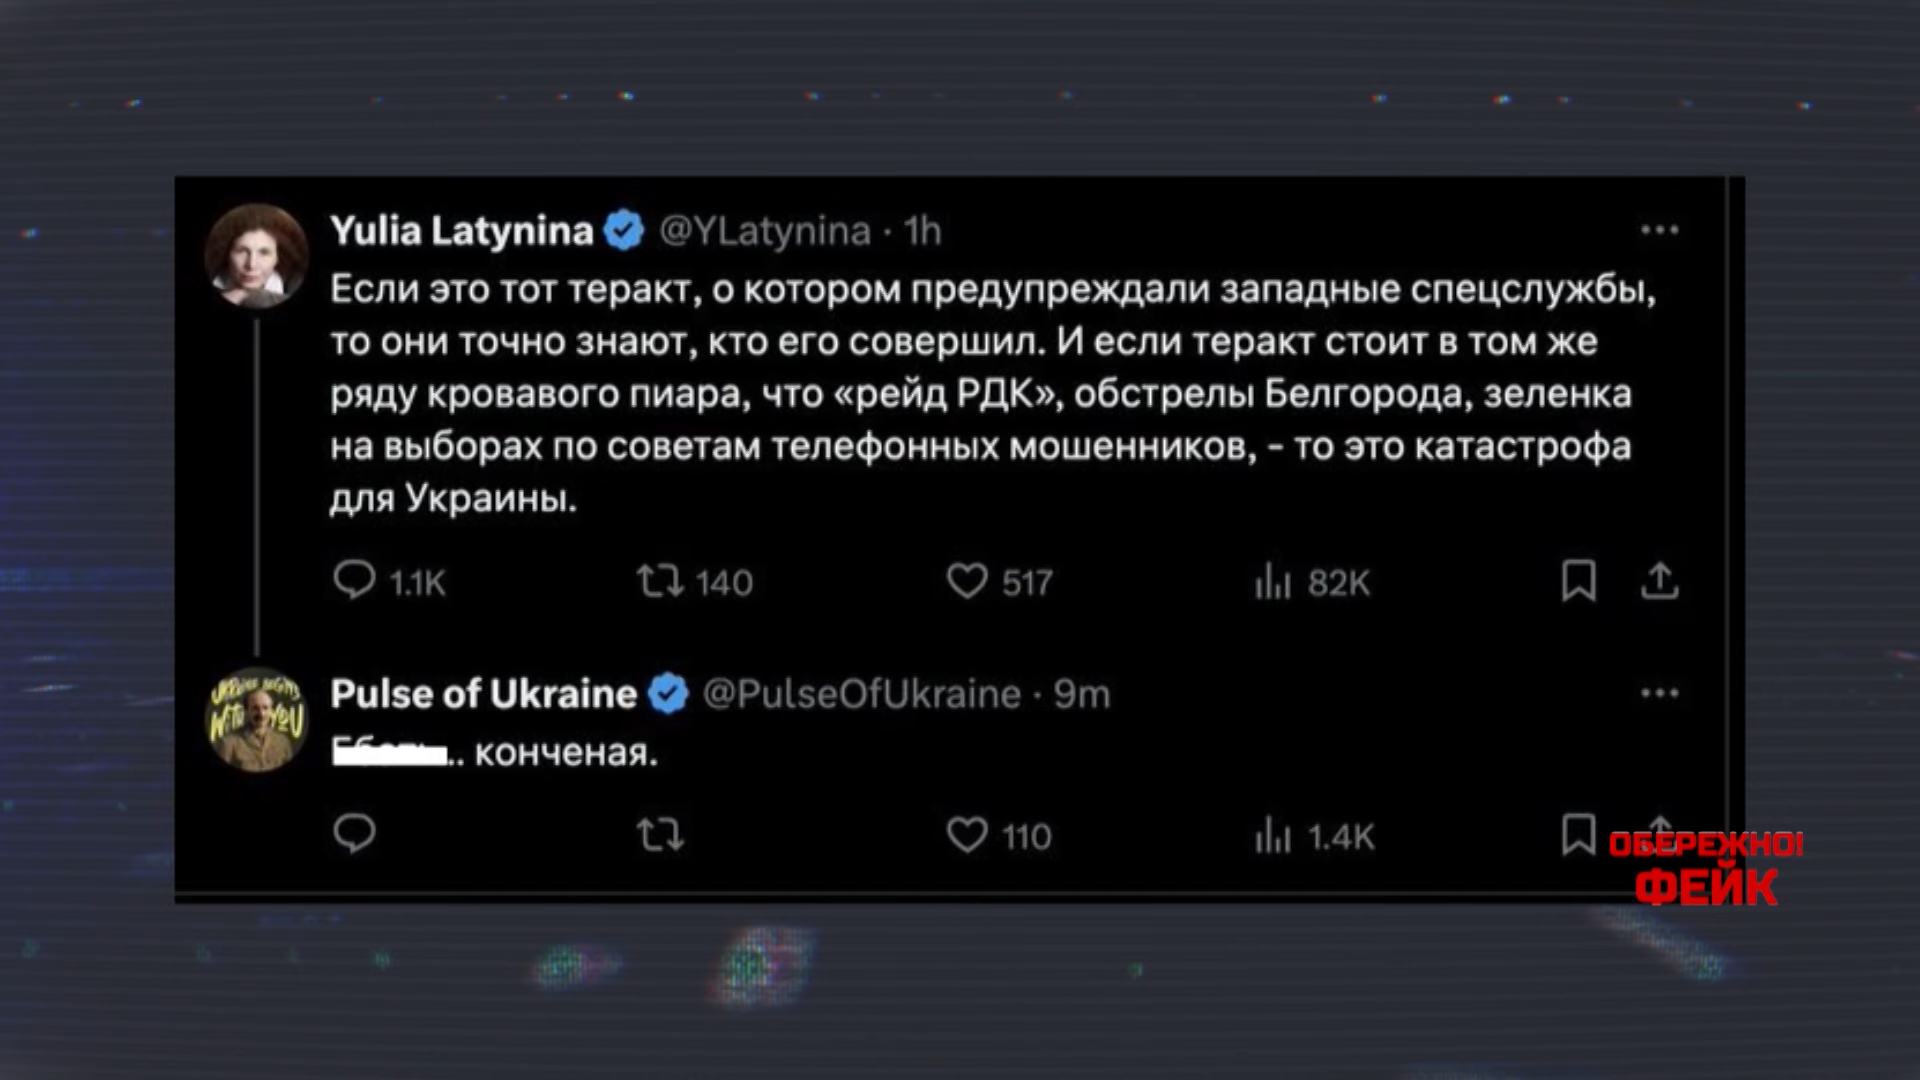 Yulia Latynina @YLatynina · 1h
Если это тот теракт, о котором предупреждали западные спецслужбы,
то они точно знают, кто его совершил. И если теракт стоит в том же
ряду кровавого пиара, что «рейд РДК», обстрелы Белгорода, зеленка
на выборах по советам телефонных мошенников, - то это катастрофа
для Украины.
1.1K 140 517 82K
Pulse of Ukraine @PulseOfUkraine · 9m
.. конченая.
110 1.4K
ОБЕРЕЖНО!
ФЕЙК